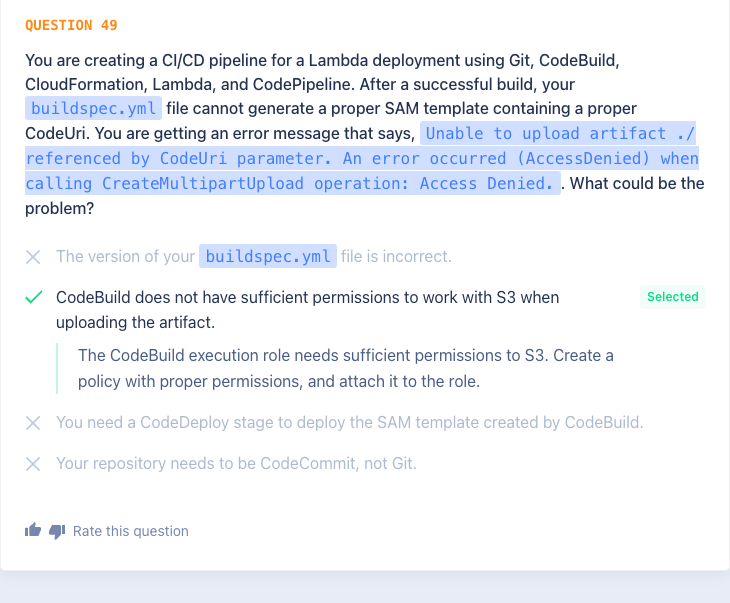 QUESTION 49
You are creating a CI/CD pipeline for a Lambda deployment using Git, CodeBuild,
CloudFormation, Lambda, and CodePipeline. After a successful build, your
buildspec.yml file cannot generate a proper SAM template containing a proper
CodeUri. You are getting an error message that says, Unable to upload artifact ./
referenced by CodeUri parameter. An error occurred (AccessDenied) when
calling CreateMultipartUpload operation: Access Denied. . What could be the
problem?
The version of your buildspec.yml file is incorrect.
CodeBuild does not have sufficient permissions to work with S3 when
Selected
uploading the artifact.
The CodeBuild execution role needs sufficient permissions to S3. Create a
policy with proper permissions, and attach it to the role.
You need a CodeDeploy stage to deploy the SAM template created by CodeBuild.
Your repository needs to be CodeCommit, not Git.
Rate this question